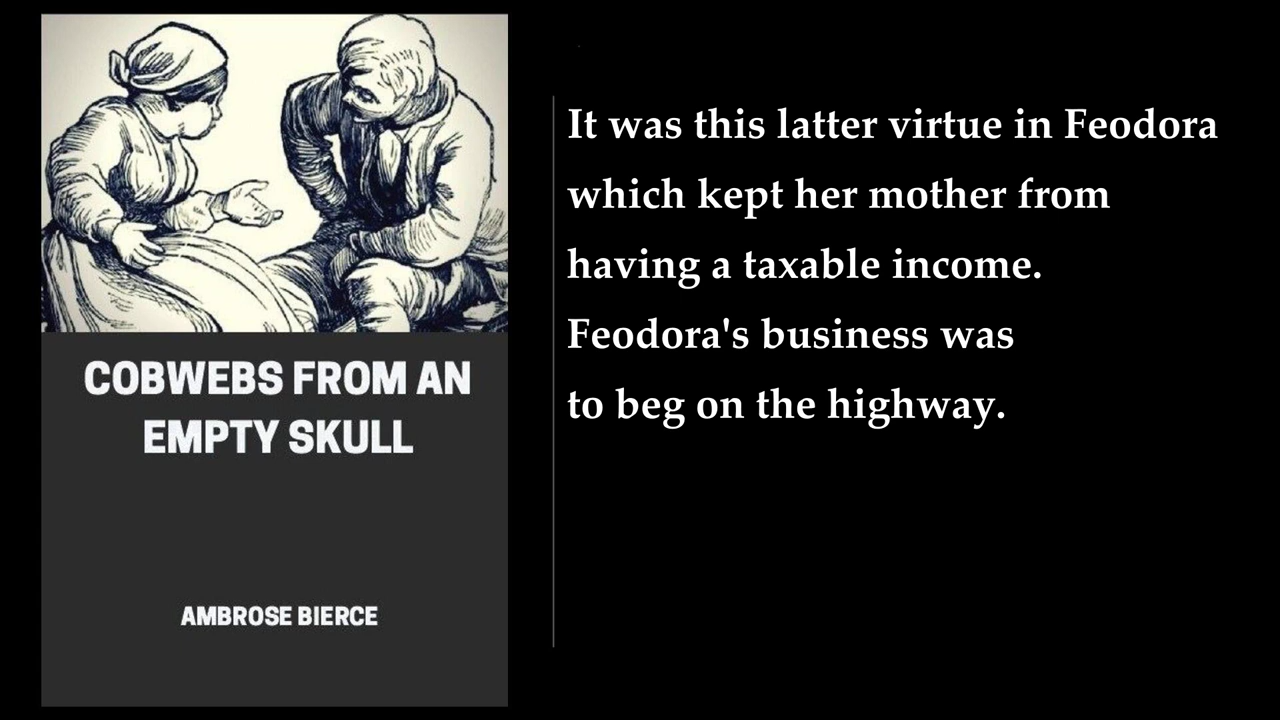 COBWEBS FROM AN
EMPTY SKULL
AMBROSE BIERCE
It was this latter virtue in Feodora
which kept her mother from
having a taxable income.
Feodora's business was
to beg on the highway.